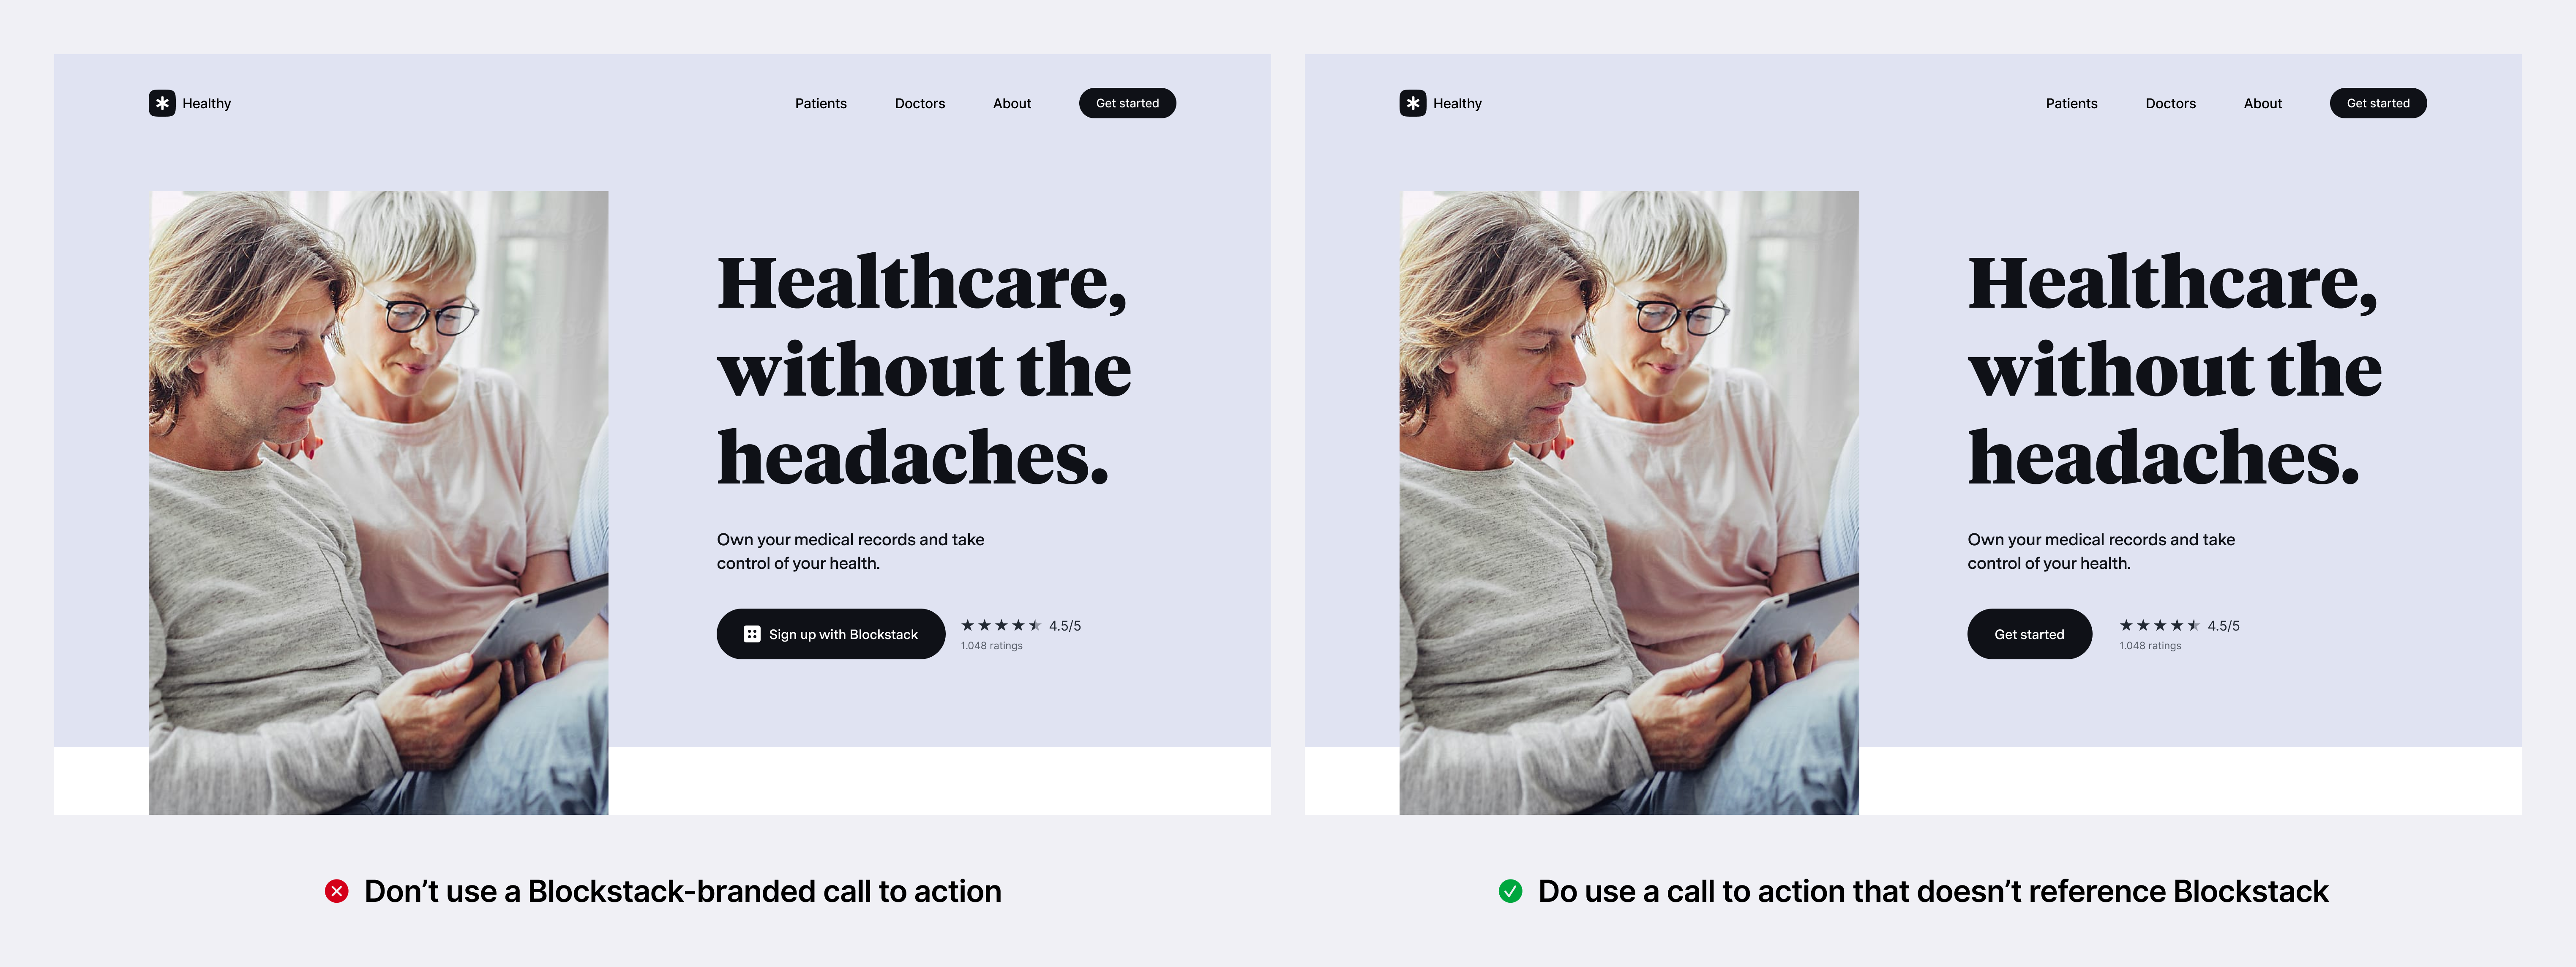 Healthy
Patients
Doctors
About
Get started
Healthcare,
without the
headaches.
Own your medical records and take
control of your health.
Sign up with Blockstack
4.5/5
1.048 ratings
Don’t use a Blockstack-branded call to action
Healthy
Patients
Doctors
About
Get started
Healthcare,
without the
headaches.
Own your medical records and take
control of your health.
Get started
4.5/5
1.048 ratings
Do use a call to action that doesn’t reference Blockstack